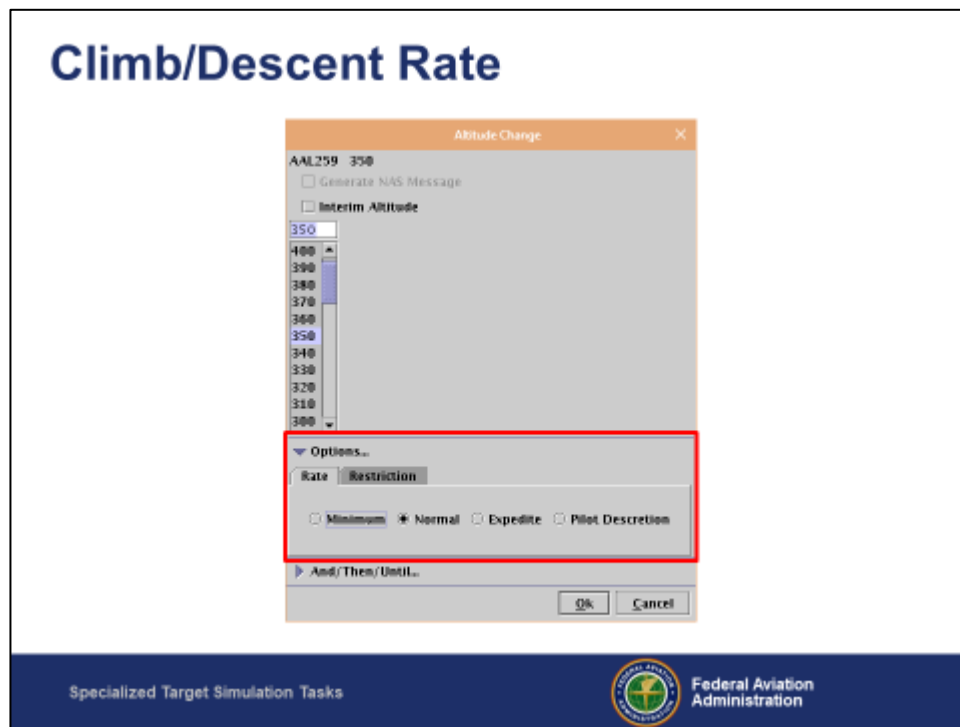 Climb/Descent Rate
Altitude Change
AAL259 350
Generate NAS Message
Interim Altitude
350
400
390
380
370
360
350
340
330
320
310
300
Options...
Rate Restriction
Minimum Normal Expedite Pilot Descretion
And/Then/Until...
Ok Cancel
Specialized Target Simulation Tasks
Federal Aviation
Administration